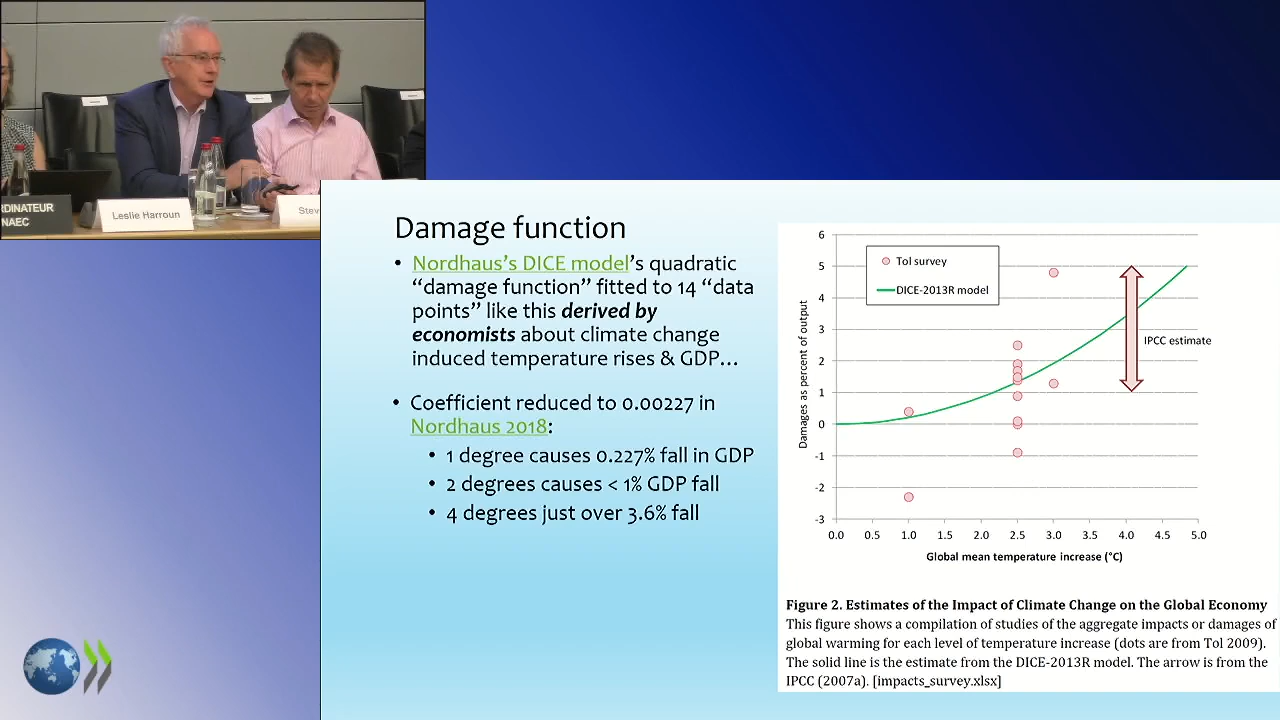 RDINATEUR
NAEC
Leslie Harroun
Stev
Damage function
• Nordhaus's DICE model's quadratic
“damage function” fitted to 14 “data
points” like this derived by
economists about climate change
induced temperature rises & GDP…
• Coefficient reduced to 0.00227 in
Nordhaus 2018:
• 1 degree causes 0.227% fall in GDP
• 2 degrees causes < 1% GDP fall
• 4 degrees just over 3.6% fall
Damages as percent of output
6
5
4
3
2
1
0
-1
-2
-3
Tol survey
DICE-2013R model
IPCC estimate
0.0 0.5 1.0 1.5 2.0 2.5 3.0 3.5 4.0 4.5 5.0
Global mean temperature increase (°C)
Figure 2. Estimates of the Impact of Climate Change on the Global Economy
This figure shows a compilation of studies of the aggregate impacts or damages of
global warming for each level of temperature increase (dots are from Tol 2009).
The solid line is the estimate from the DICE-2013R model. The arrow is from the
IPCC (2007a). [impacts_survey.xlsx]